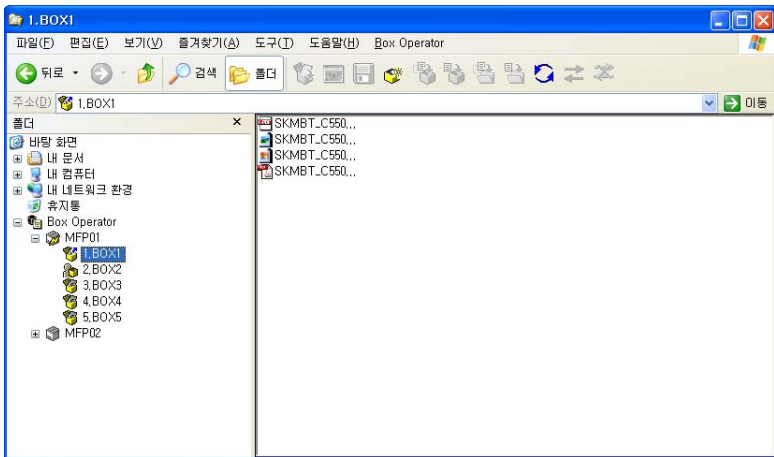 1.BOX1
파일(F) 편집(E) 보기(V) 즐겨찾기(A) 도구(T) 도움말(H) Box Operator
뒤로 검색 폴더
주소(D) 1.BOX1 이동
폴더 ×
바탕 화면
내 문서
내 컴퓨터
내 네트워크 환경
휴지통
Box Operator
MFP01
1.BOX1
2.BOX2
3.BOX3
4.BOX4
5.BOX5
MFP02
SKMBT_C550...
SKMBT_C550...
SKMBT_C550...
SKMBT_C550...